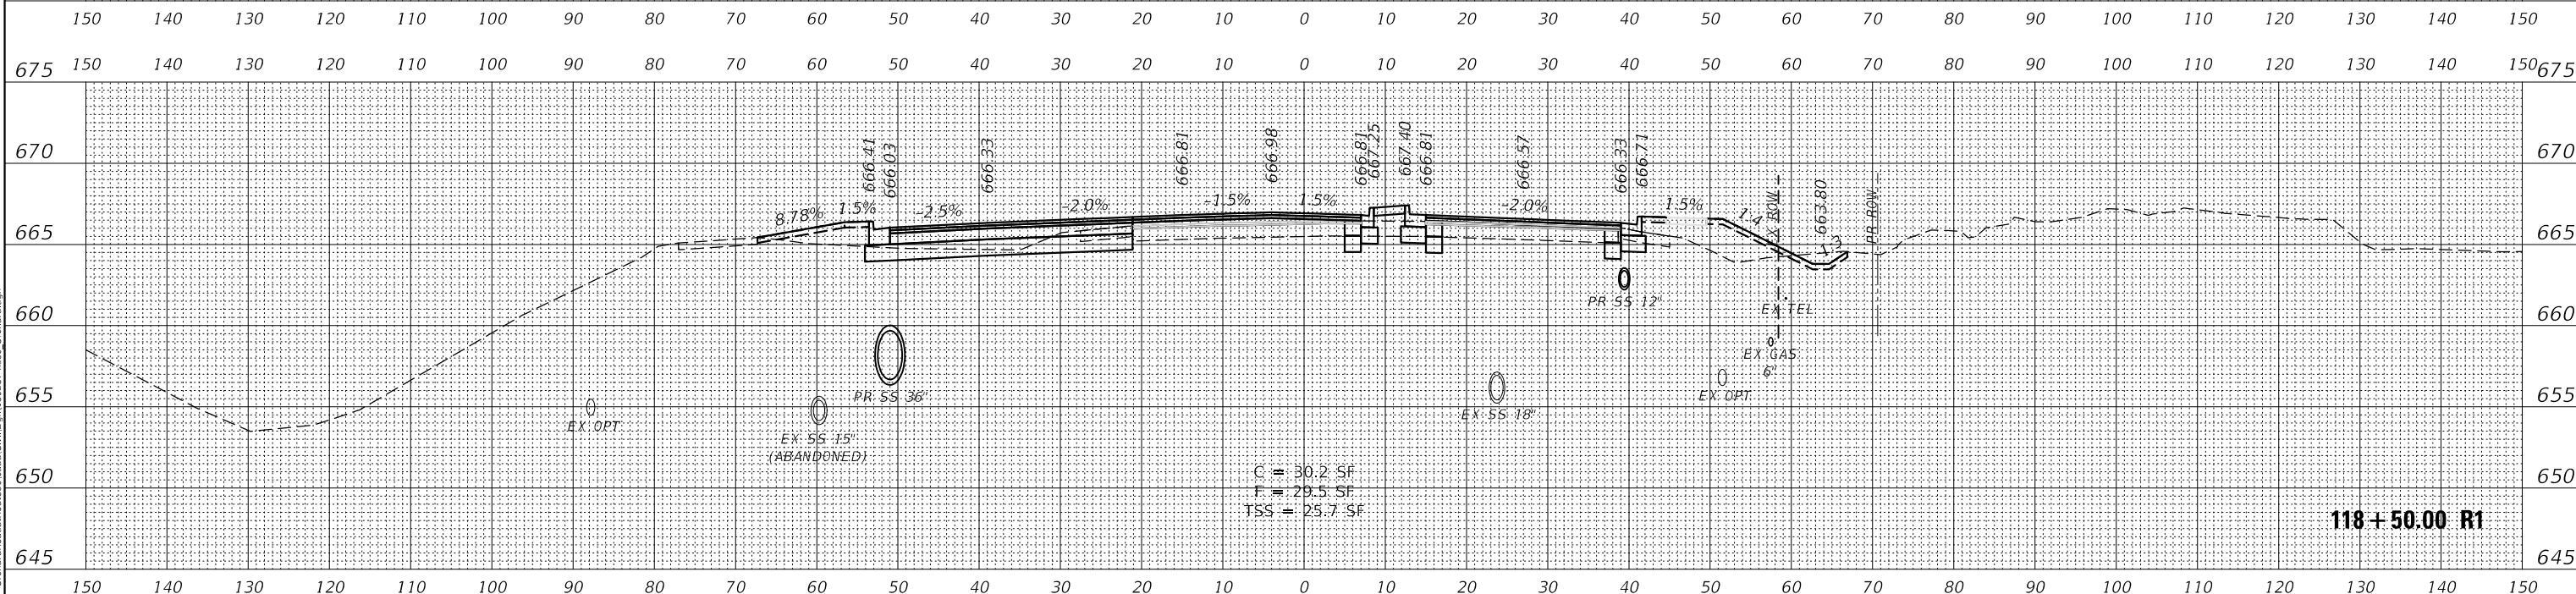 150 140 130 120 110 100 90 80 70 60 50 40 30 20 10 0 10 20 30 40 50 60 70 80 90 100 110 120 130 140 150
150 140 130 120 110 100 90 80 70 60 50 40 30 20 10 0 10 20 30 40 50 60 70 80 90 100 110 120 130 140 150
675 675
670 670
666.41 666.03 666.33 666.81 666.98 666.81 667.25 667.40 666.81 666.57 666.33 666.71 663.80
8.78% 1.5% -2.5% -2.0% -1.5% 1.5% -2.0% 1.5% 1:4 1:3
EX ROW
PR ROW
665 665
PR SS 12"
EX TEL
660 660
EX GAS
6"
PR SS 36"
EX OPT
655 655
EX SS 18"
EX OPT
EX SS 15"
(ABANDONED)
C = 30.2 SF
F = 29.5 SF
TSS = 25.7 SF
650 650
118+50.00 R1
645 645
150 140 130 120 110 100 90 80 70 60 50 40 30 20 10 0 10 20 30 40 50 60 70 80 90 100 110 120 130 140 150